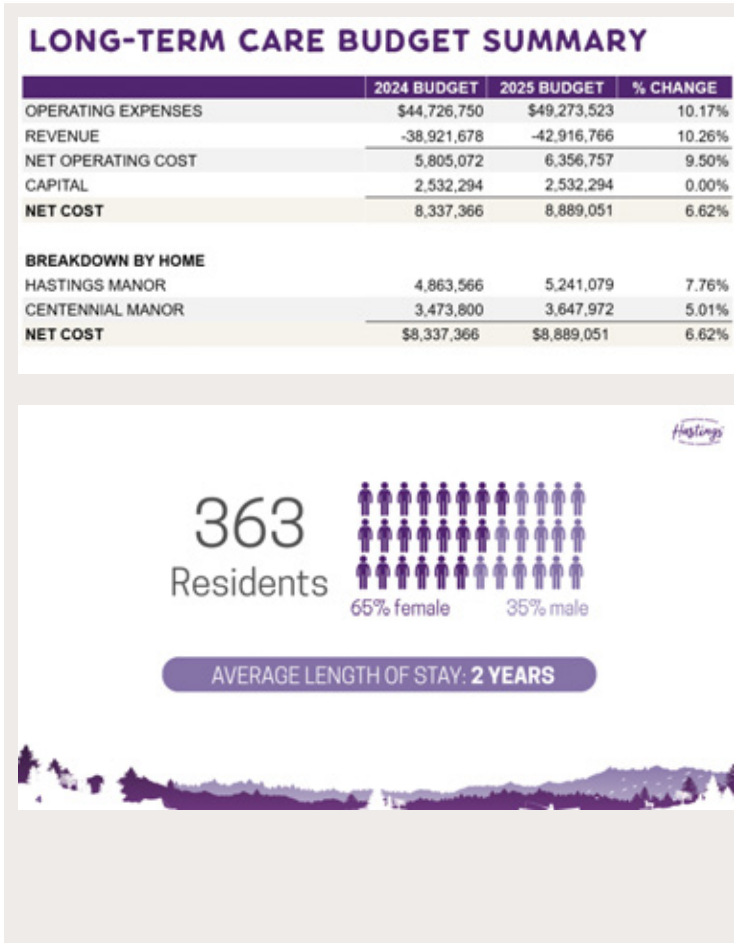 LONG-TERM CARE BUDGET SUMMARY
2024 BUDGET 2025 BUDGET % CHANGE
OPERATING EXPENSES $44,726,750 $49,273,523 10.17%
REVENUE -38,921,678 -42,916,766 10.26%
NET OPERATING COST 5,805,072 6,356,757 9.50%
CAPITAL 2,532,294 2,532,294 0.00%
NET COST 8,337,366 8,889,051 6.62%
BREAKDOWN BY HOME
HASTINGS MANOR 4,863,566 5,241,079 7.76%
CENTENNIAL MANOR 3,473,800 3,647,972 5.01%
NET COST $8,337,366 $8,889,051 6.62%
Hastings
363
Residents
65% female 35% male
AVERAGE LENGTH OF STAY: 2 YEARS